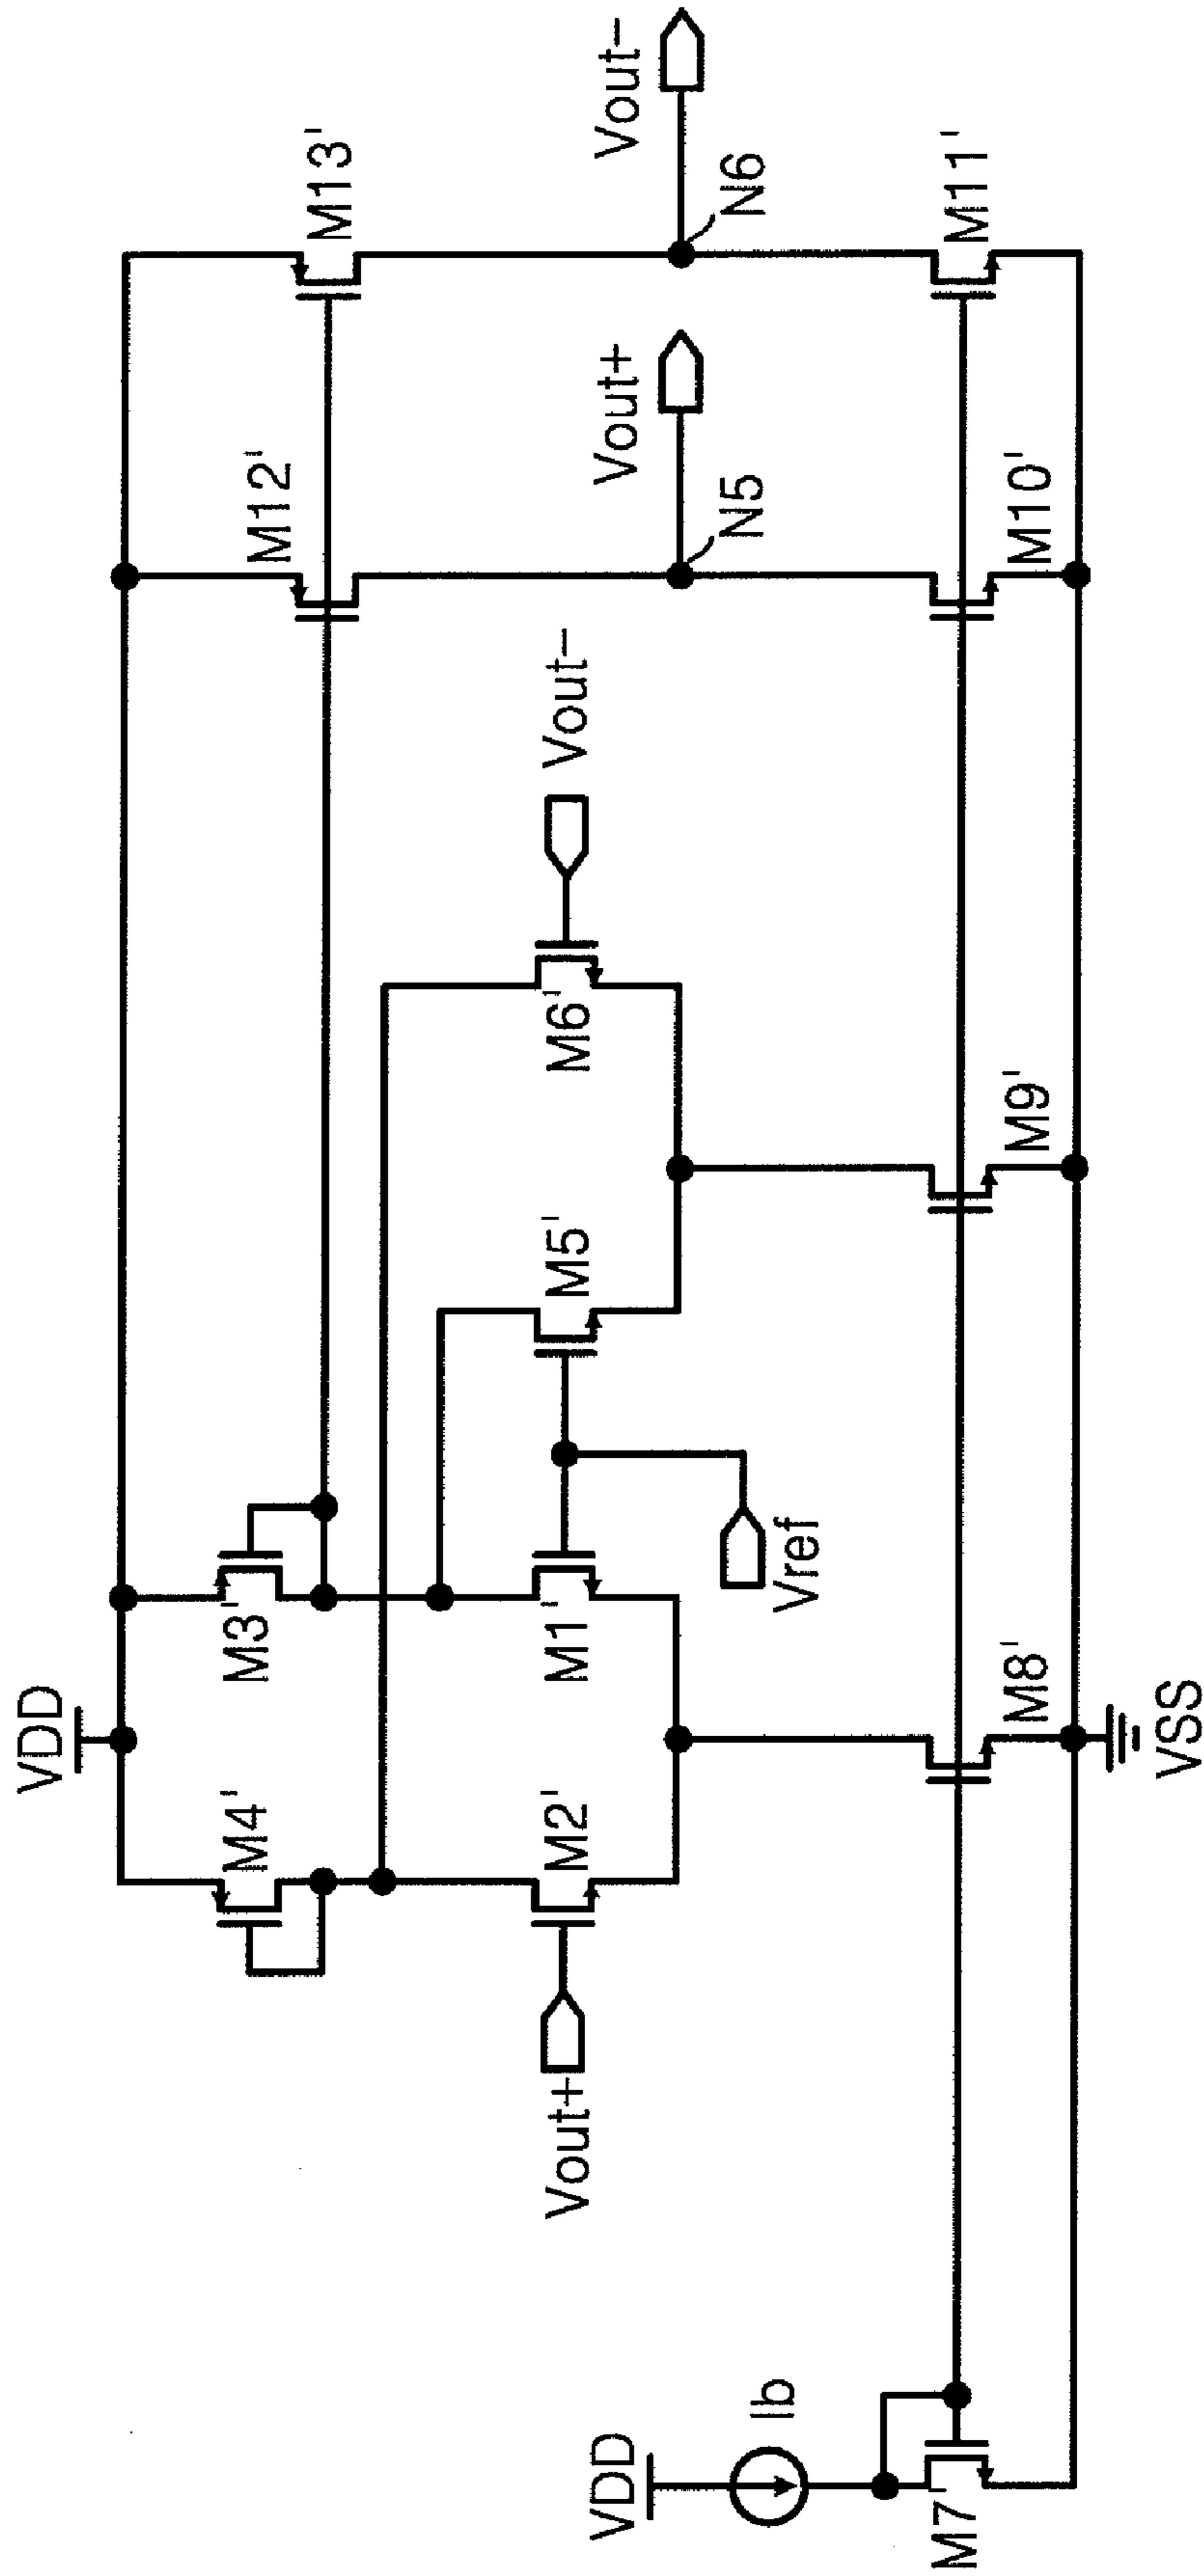 VDD
M4'
M3'
M12'
M13'
Vout+
M2'
M1'
M5'
M6'
Vout−
Vref
Vout+
N5
Vout−
N6
VDD
Ib
M7'
M8'
M9'
M10'
M11'
VSS